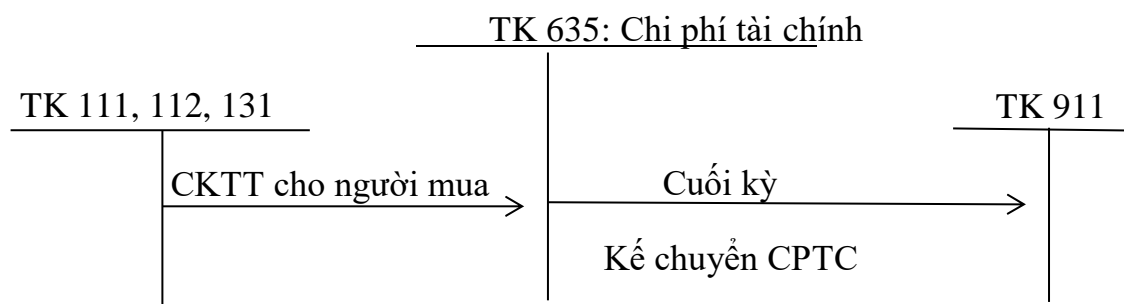 TK 635: Chi phí tài chính
TK 111, 112, 131
TK 911
CKTT cho người mua
Cuối kỳ
Kế chuyển CPTC